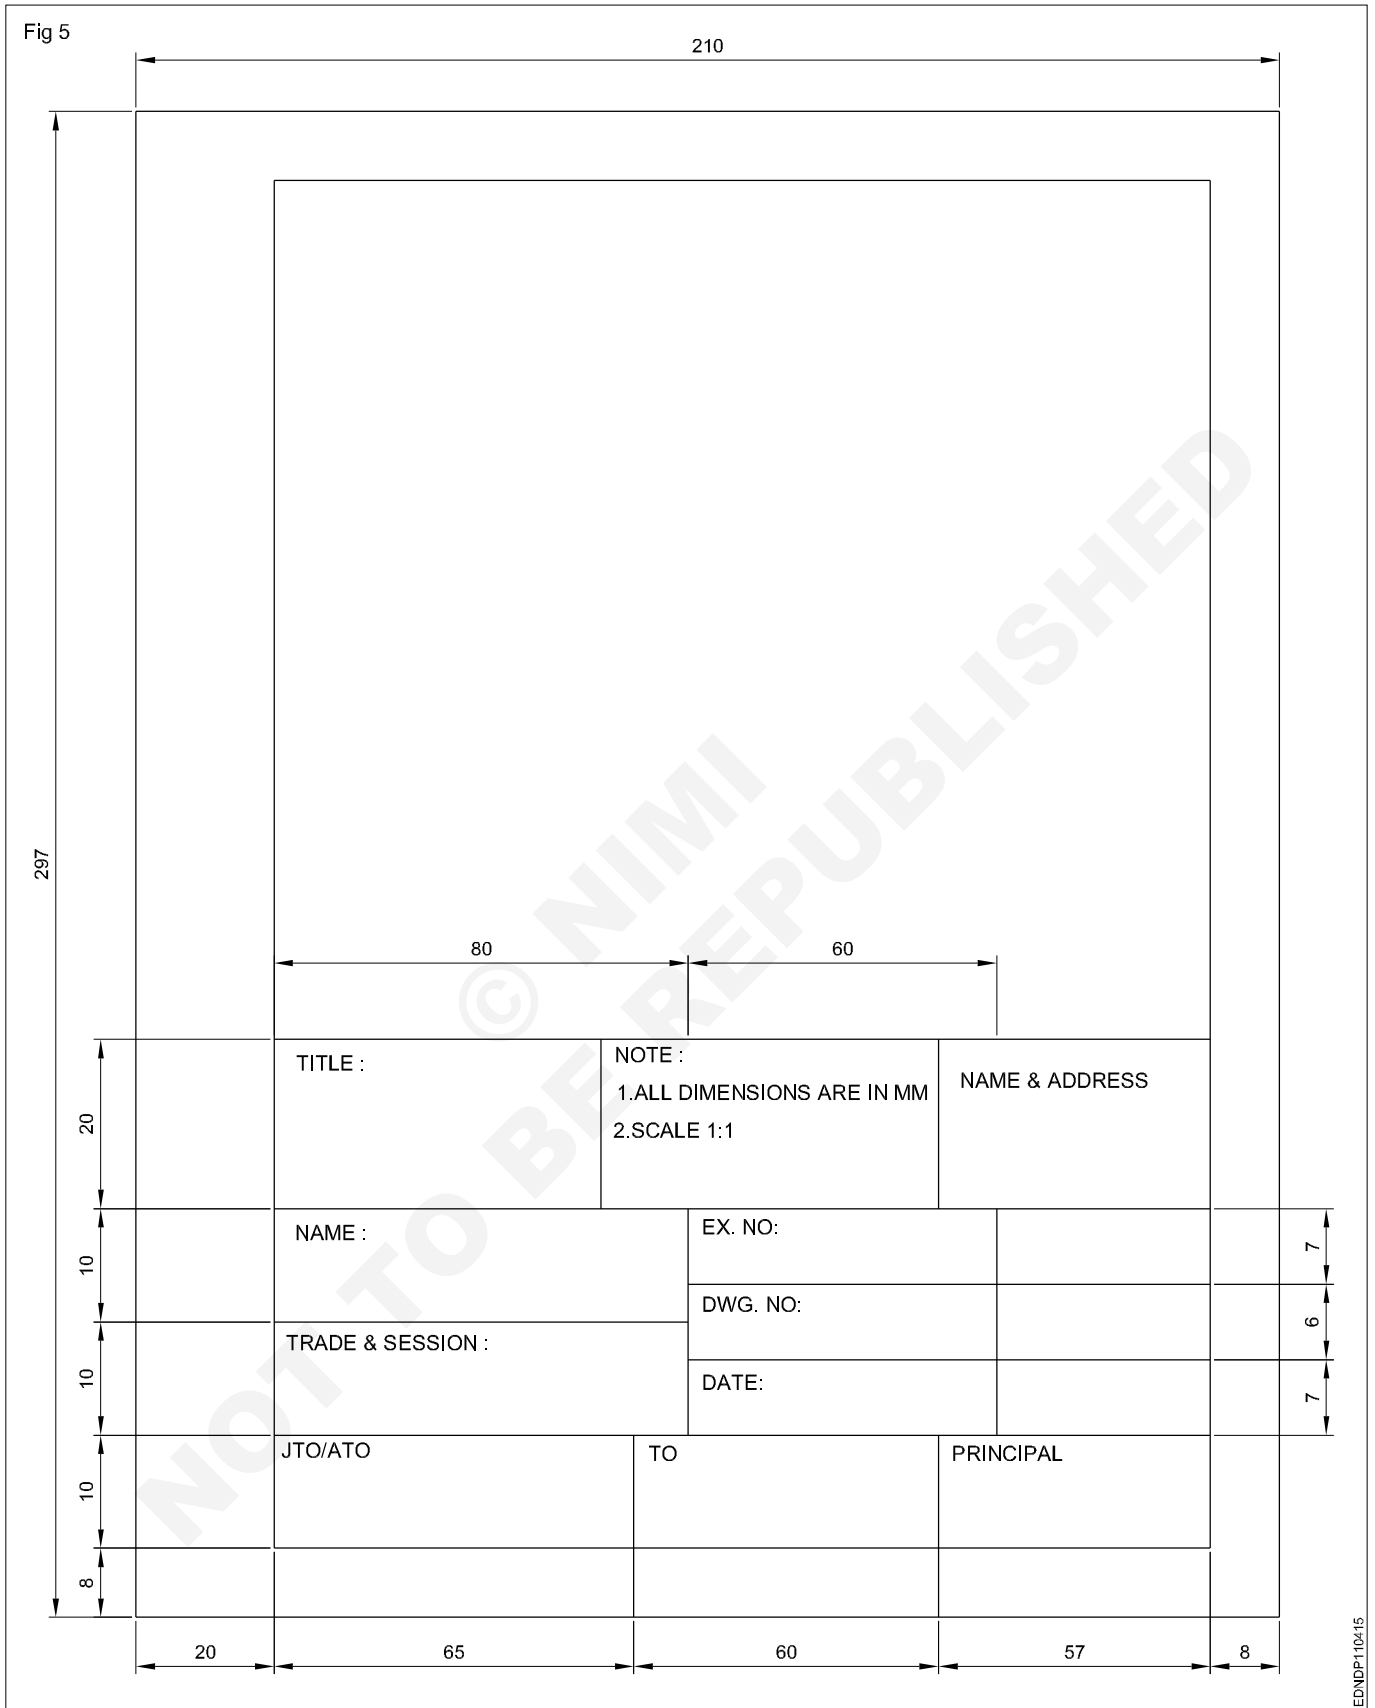 Fig 5
210
297
80
60
TITLE :
NOTE :
1.ALL DIMENSIONS ARE IN MM
2.SCALE 1:1
NAME & ADDRESS
20
NAME :
EX. NO:
10
7
DWG. NO:
6
TRADE & SESSION :
10
DATE:
7
JTO/ATO
TO
PRINCIPAL
10
8
20
65
60
57
8
EDNDP110415
© NIMI
NOT TO BE REPUBLISHED